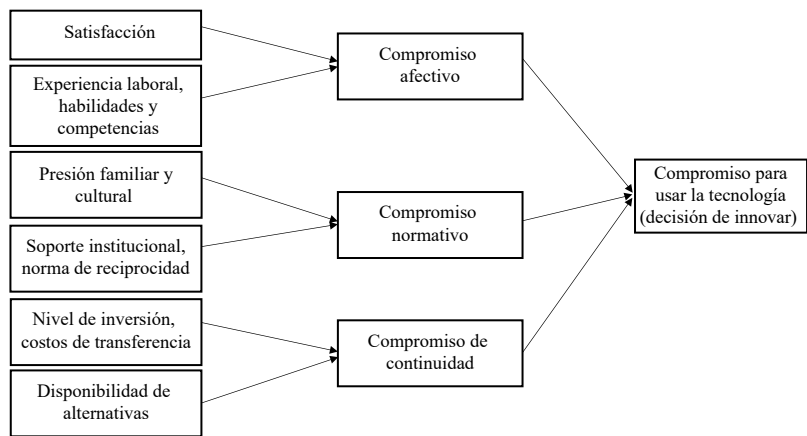 Satisfacción
Experiencia laboral,
habilidades y
competencias
Presión familiar y
cultural
Soporte institucional,
norma de reciprocidad
Nivel de inversión,
costos de transferencia
Disponibilidad de
alternativas
Compromiso
afectivo
Compromiso
normativo
Compromiso de
continuidad
Compromiso para
usar la tecnología
(decisión de innovar)